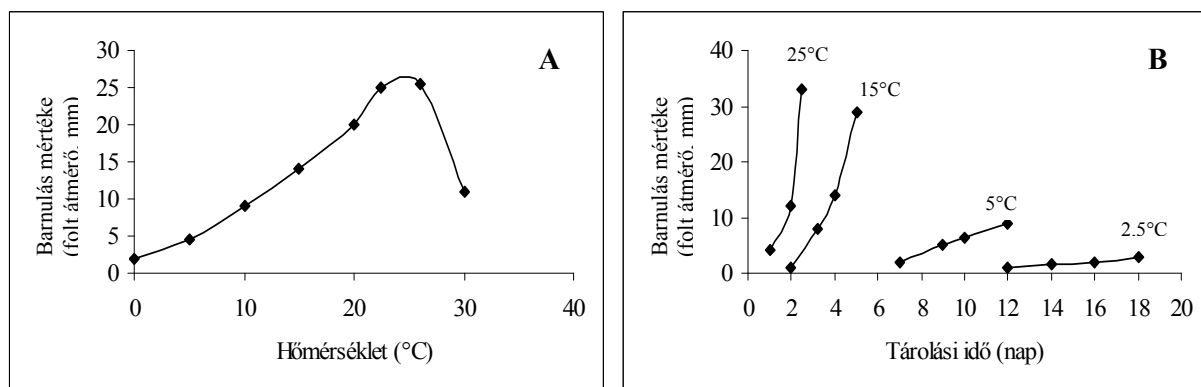 A
Barnulás mértéke
(folt átmérő. mm)
30
25
20
15
10
5
0
0 10 20 30 40
Hőmérséklet (°C)
B
Barnulás mértéke
(folt átmérő. mm)
40
30
20
10
0
25°C
15°C
5°C
2.5°C
0 2 4 6 8 10 12 14 16 18 20
Tárolási idő (nap)